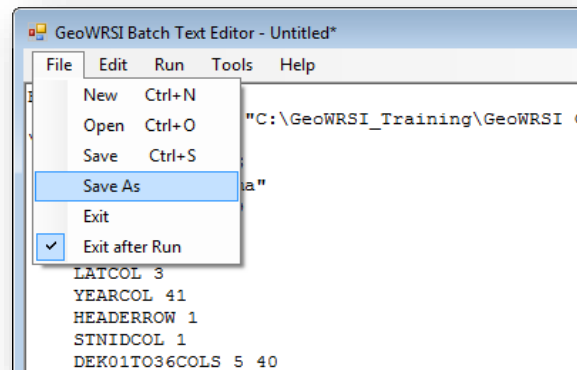 GeoWRSI Batch Text Editor - Untitled*
File Edit Run Tools Help
New Ctrl+N
Open Ctrl+O
"C:\GeoWRSI_Training\GeoWRSI
Save Ctrl+S
Save As
Exit
Exit after Run
LATCOL 3
YEARCOL 41
HEADERROW 1
STNIDCOL 1
DEK01TO36COLS 5 40